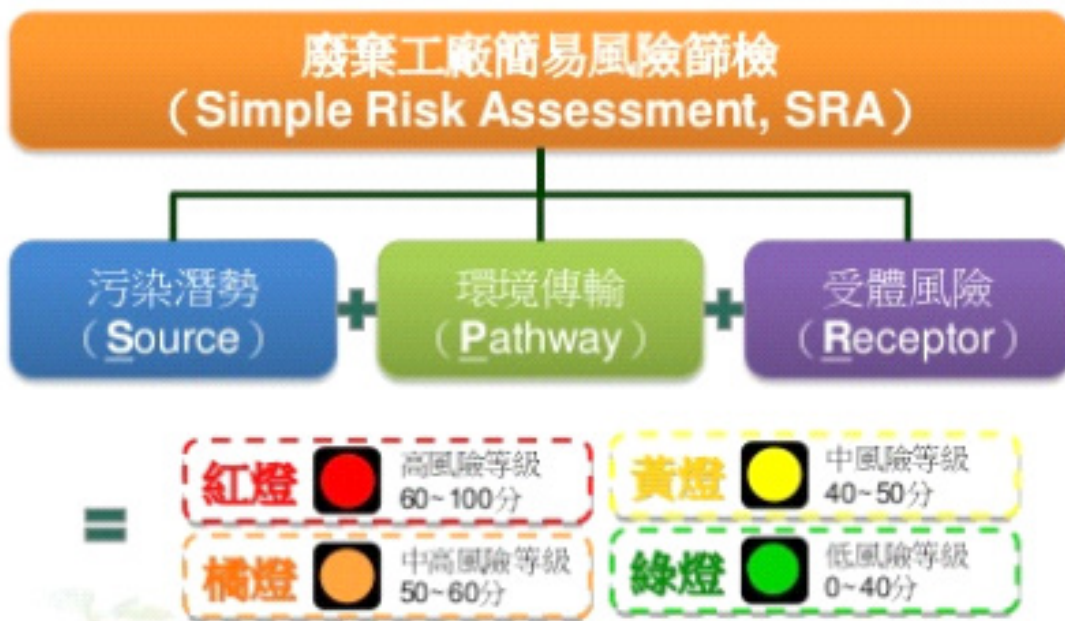 廢棄工廠簡易風險篩檢
（Simple Risk Assessment, SRA）
污染潛勢
（Source）
+
環境傳輸
（Pathway）
+
受體風險
（Receptor）
=
紅燈
高風險等級
60~100分
黃燈
中風險等級
40~50分
橘燈
中高風險等級
50~60分
綠燈
低風險等級
0~40分